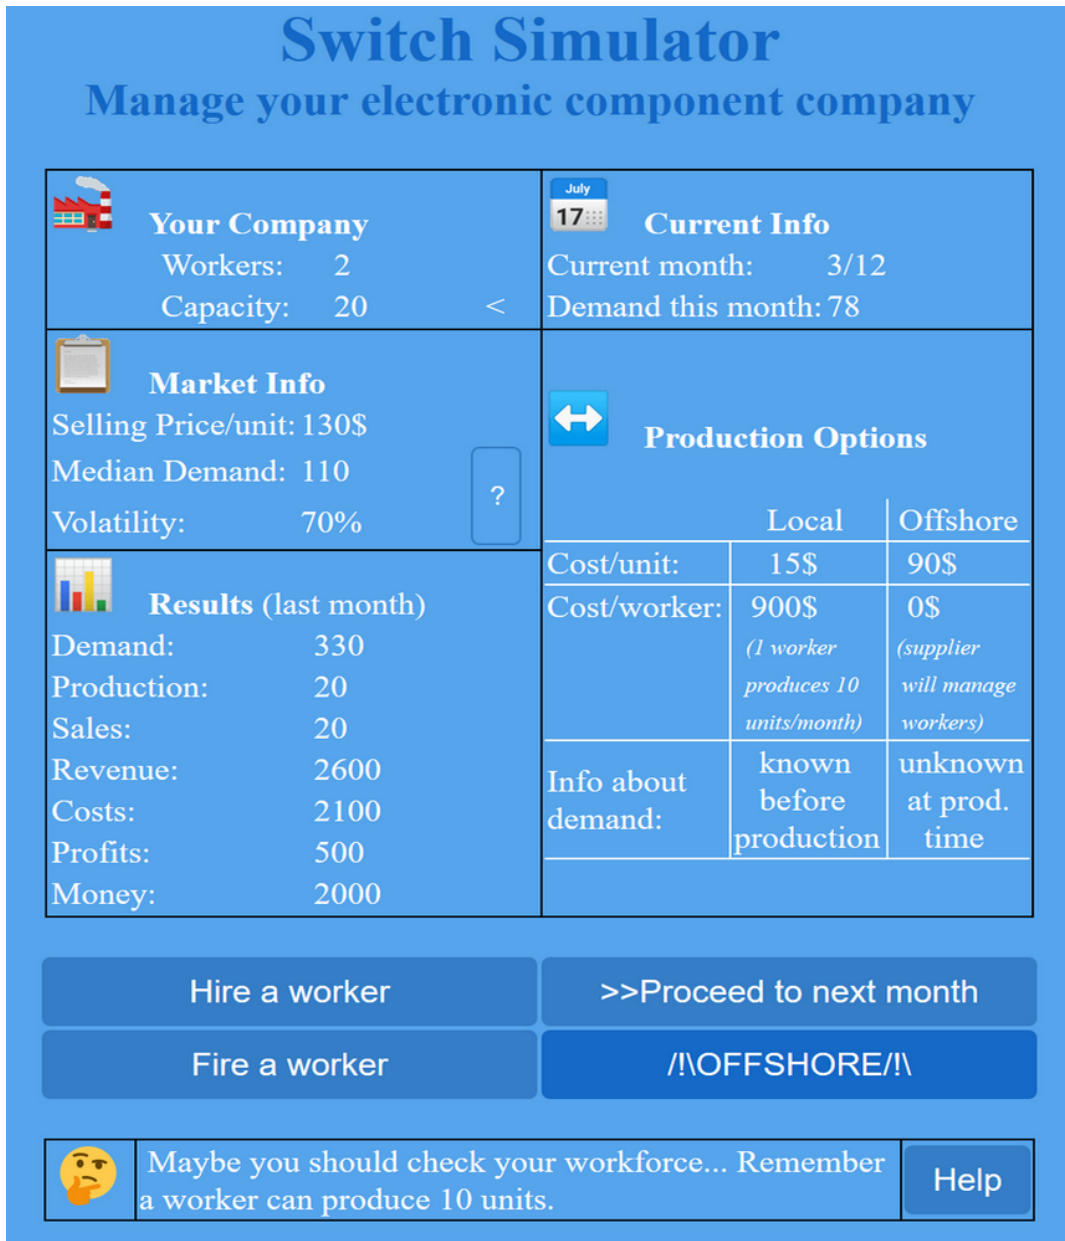 Switch Simulator
Manage your electronic component company
Your Company
Workers: 2
Capacity: 20 <
July
17
Current Info
Current month: 3/12
Demand this month: 78
Market Info
Selling Price/unit: 130$
Median Demand: 110
Volatility: 70%
?
Results (last month)
Demand: 330
Production: 20
Sales: 20
Revenue: 2600
Costs: 2100
Profits: 500
Money: 2000
Production Options
Local Offshore
Cost/unit: 15$ 90$
Cost/worker: 900$ 0$
(1 worker (supplier
produces 10 will manage
units/month) workers)
known unknown
Info about before at prod.
demand: production time
Hire a worker
>>Proceed to next month
Fire a worker
/!\OFFSHORE/!\
Maybe you should check your workforce... Remember
a worker can produce 10 units.
Help